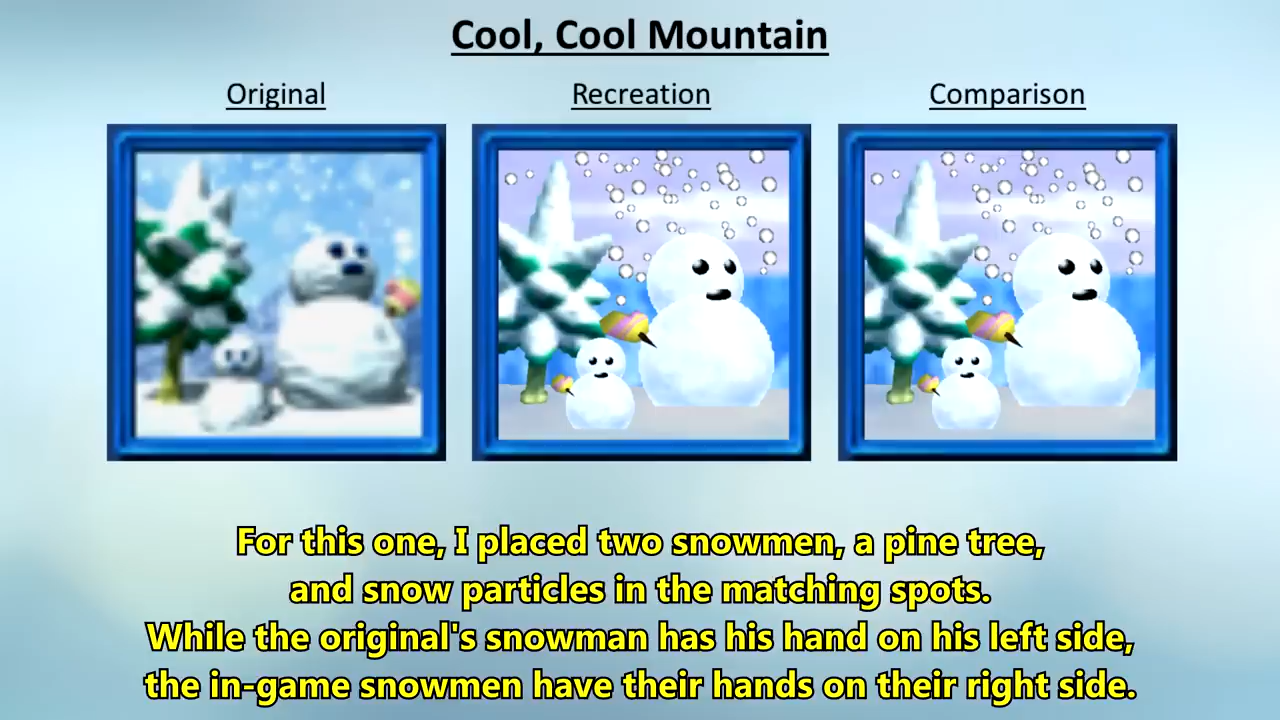 Cool, Cool Mountain
Original
Recreation
Comparison
For this one, I placed two snowmen, a pine tree,
and snow particles in the matching spots.
While the original's snowman has his hand on his left side,
the in-game snowmen have their hands on their right side.